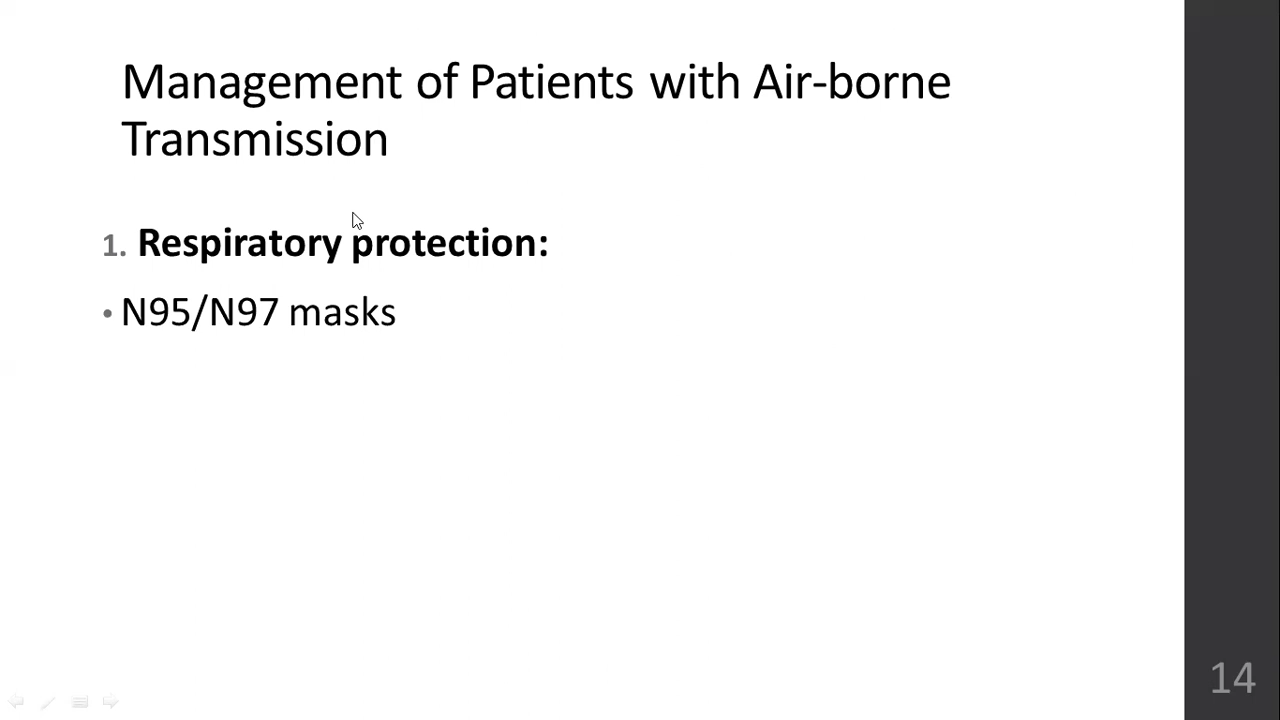 Management of Patients with Air-borne
Transmission
1. Respiratory protection:
• N95/N97 masks
14